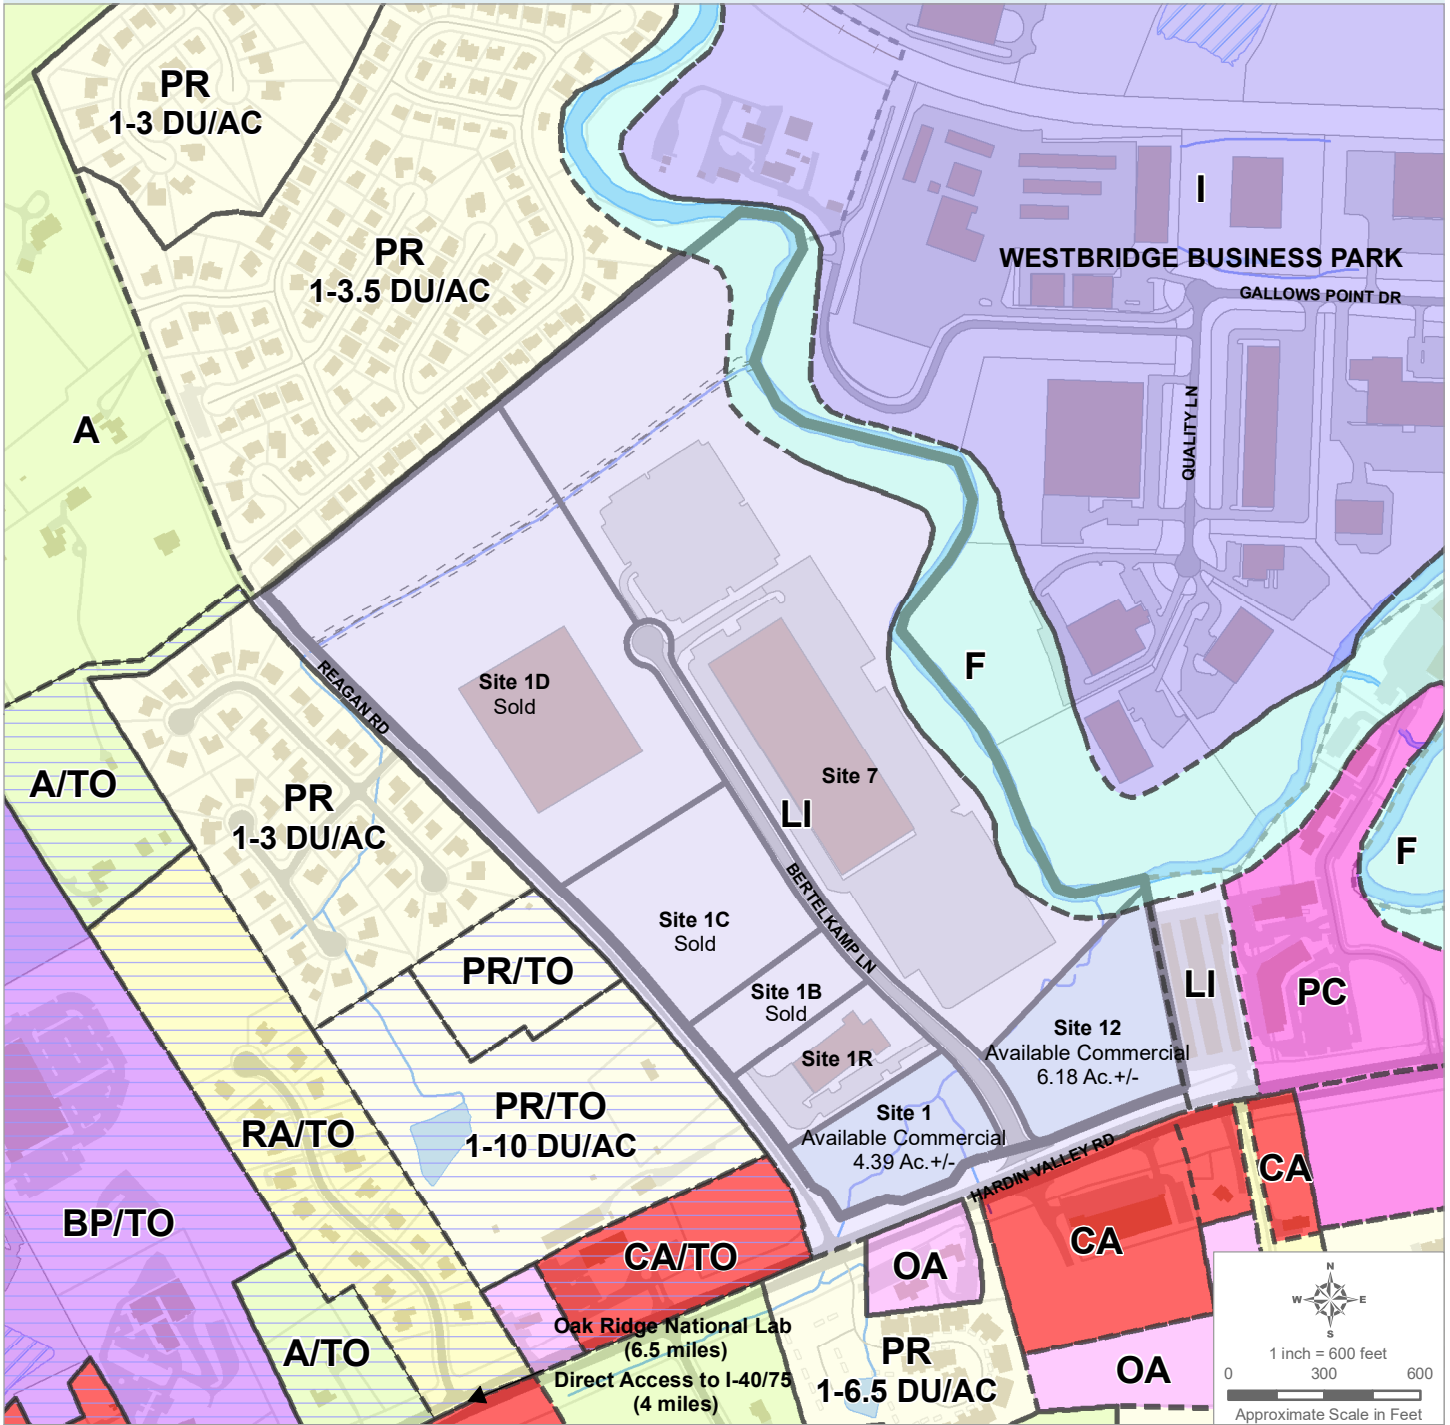 PR
1-3 DU/AC
I
PR
1-3.5 DU/AC
WESTBRIDGE BUSINESS PARK
GALLOWS POINT DR
A
QUALITY LN
F
REAGAN RD
Site 1D
Sold
Site 7
LI
A/TO
PR
1-3 DU/AC
F
BERTELKAMP LN
Site 1C
Sold
PR/TO
Site 1B
Sold
LI
PC
Site 1R
Site 12
Available Commercial
6.18 Ac.+/-
PR/TO
1-10 DU/AC
RA/TO
Site 1
Available Commercial
4.39 Ac.+/-
HARDIN VALLEY RD
CA
BP/TO
CA/TO
OA
CA
A/TO
Oak Ridge National Lab
(6.5 miles)
Direct Access to I-40/75
(4 miles)
PR
1-6.5 DU/AC
OA
N
W
E
S
1 inch = 600 feet
0 300 600
Approximate Scale in Feet